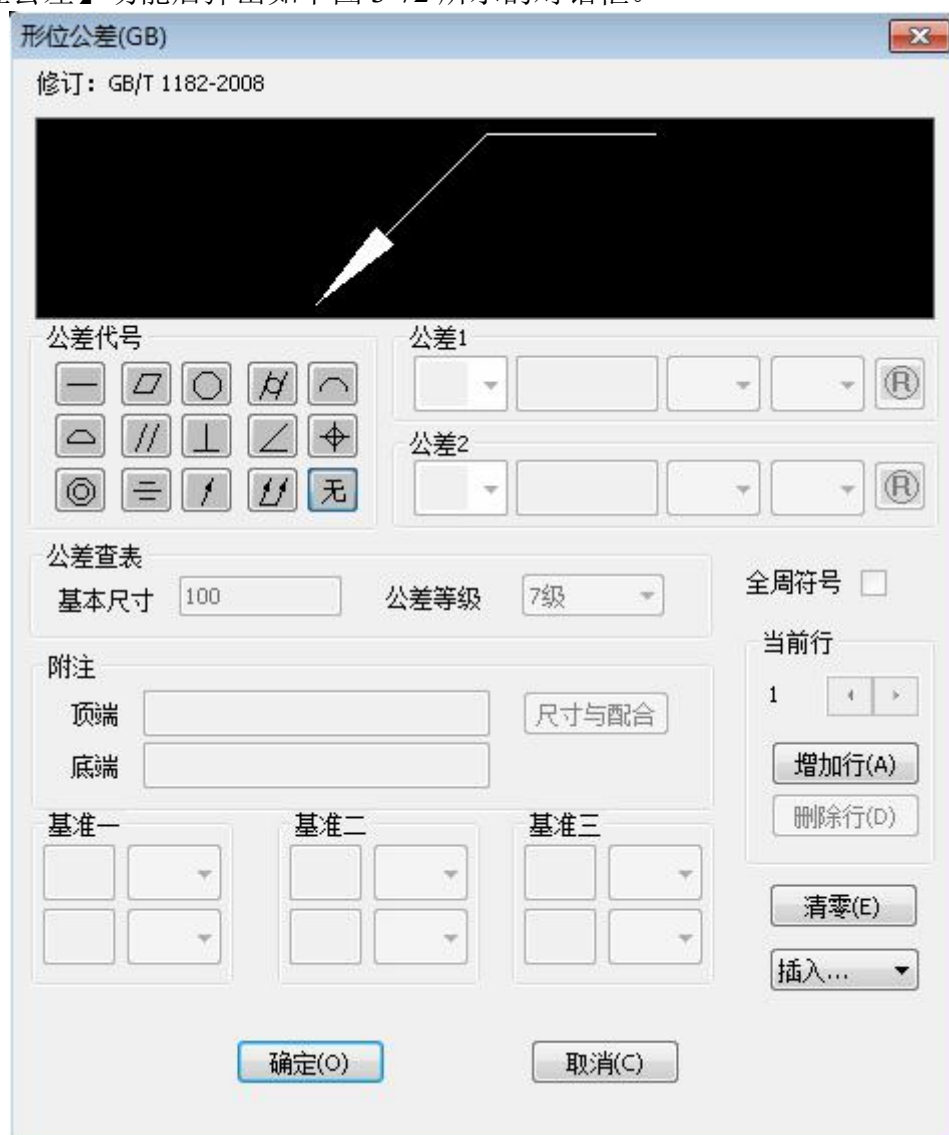 形位公差(GB)
修订：GB/T 1182-2008
公差代号
无
公差1
Ⓡ
公差2
Ⓡ
公差查表
基本尺寸 100 公差等级 7级
全周符号
附注
顶端 尺寸与配合
底端
当前行
1
增加行(A)
删除行(D)
基准一 基准二 基准三
清零(E)
插入...
确定(O) 取消(C)